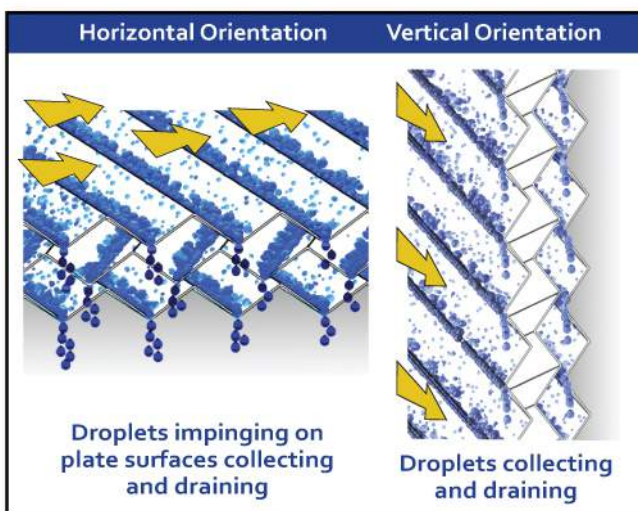 Horizontal Orientation
Vertical Orientation
Droplets impinging on
plate surfaces collecting
and draining
Droplets collecting
and draining